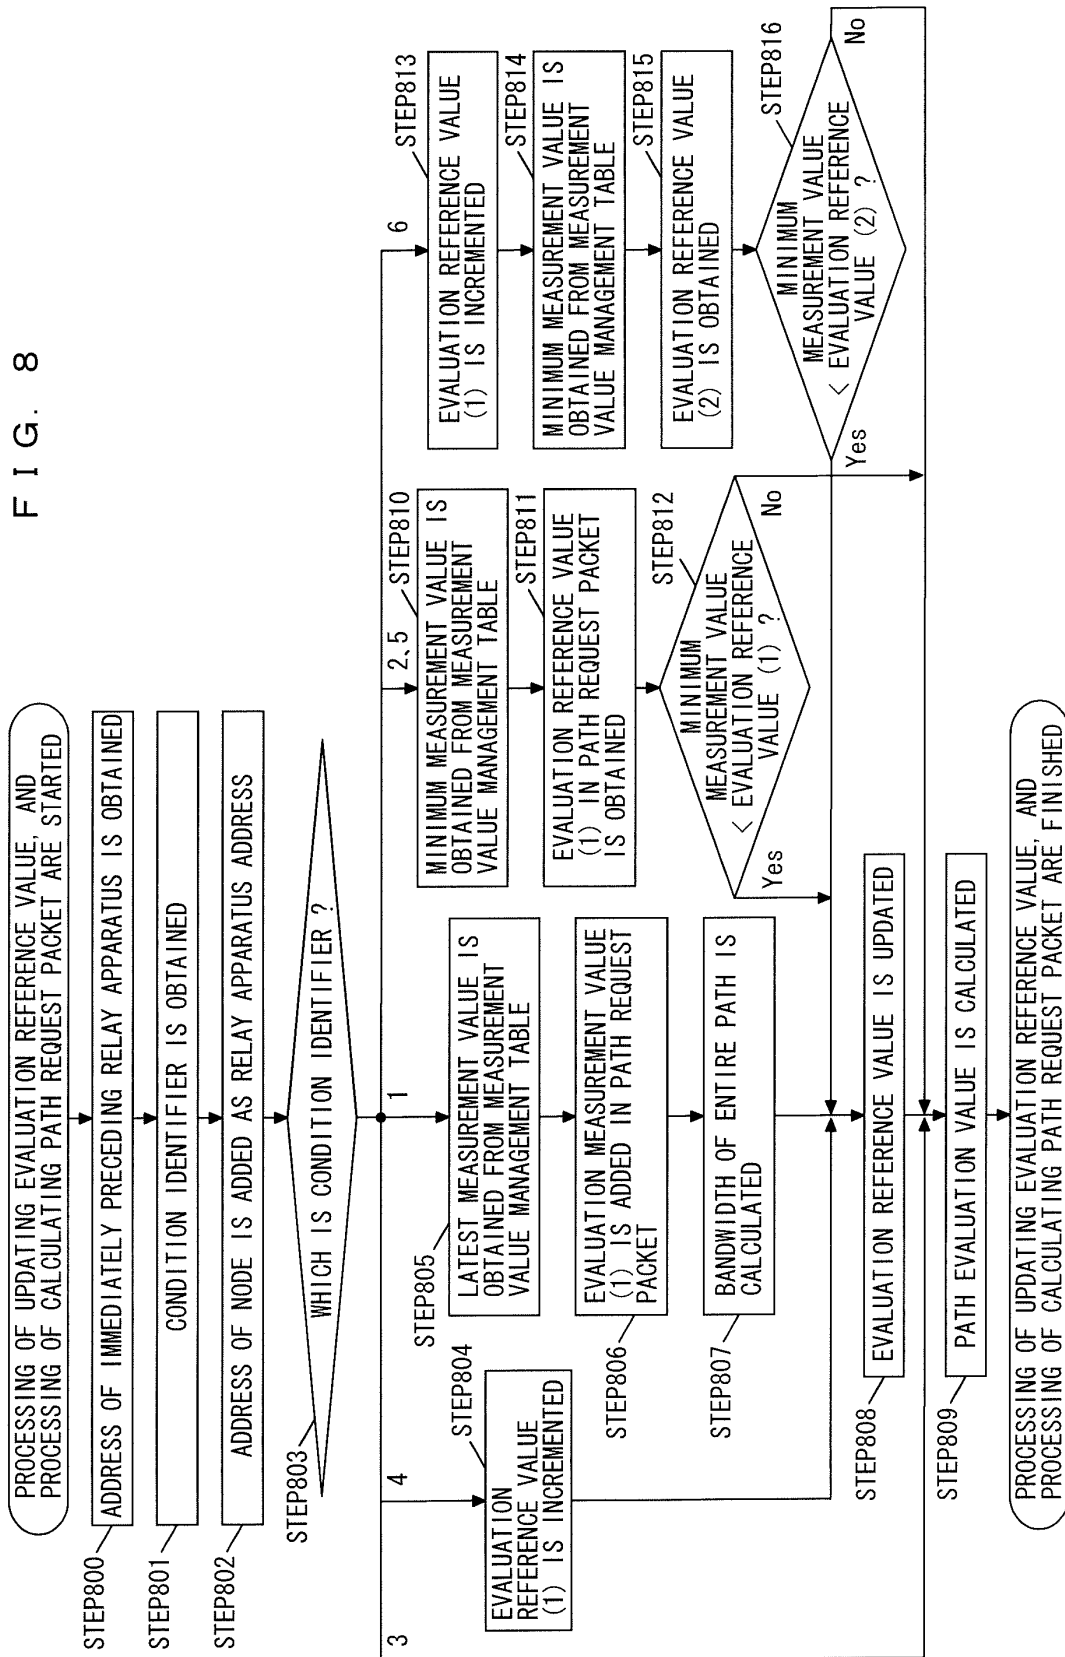 FIG. 8
PROCESSING OF UPDATING EVALUATION REFERENCE VALUE, AND
PROCESSING OF CALCULATING PATH REQUEST PACKET ARE STARTED
STEP800
ADDRESS OF IMMEDIATELY PRECEDING RELAY APPARATUS IS OBTAINED
STEP801
CONDITION IDENTIFIER IS OBTAINED
STEP802
ADDRESS OF NODE IS ADDED AS RELAY APPARATUS ADDRESS
STEP803
WHICH IS CONDITION IDENTIFIER ?
3
4
STEP804
EVALUATION
REFERENCE VALUE
(1) IS INCREMENTED
1
STEP805
LATEST MEASUREMENT VALUE IS
OBTAINED FROM MEASUREMENT
VALUE MANAGEMENT TABLE
STEP806
EVALUATION MEASUREMENT VALUE
(1) IS ADDED IN PATH REQUEST
PACKET
STEP807
BANDWIDTH OF ENTIRE PATH IS
CALCULATED
2、5
STEP810
MINIMUM MEASUREMENT VALUE IS
OBTAINED FROM MEASUREMENT
VALUE MANAGEMENT TABLE
STEP811
EVALUATION REFERENCE VALUE
(1) IN PATH REQUEST PACKET
IS OBTAINED
STEP812
MINIMUM
MEASUREMENT VALUE
< EVALUATION REFERENCE
VALUE (1) ?
Yes
No
6
STEP813
EVALUATION REFERENCE VALUE
(1) IS INCREMENTED
STEP814
MINIMUM MEASUREMENT VALUE IS
OBTAINED FROM MEASUREMENT
VALUE MANAGEMENT TABLE
STEP815
EVALUATION REFERENCE VALUE
(2) IS OBTAINED
STEP816
MINIMUM
MEASUREMENT VALUE
< EVALUATION REFERENCE
VALUE (2) ?
Yes
No
STEP808
EVALUATION REFERENCE VALUE IS UPDATED
STEP809
PATH EVALUATION VALUE IS CALCULATED
PROCESSING OF UPDATING EVALUATION REFERENCE VALUE, AND
PROCESSING OF CALCULATING PATH REQUEST PACKET ARE FINISHED